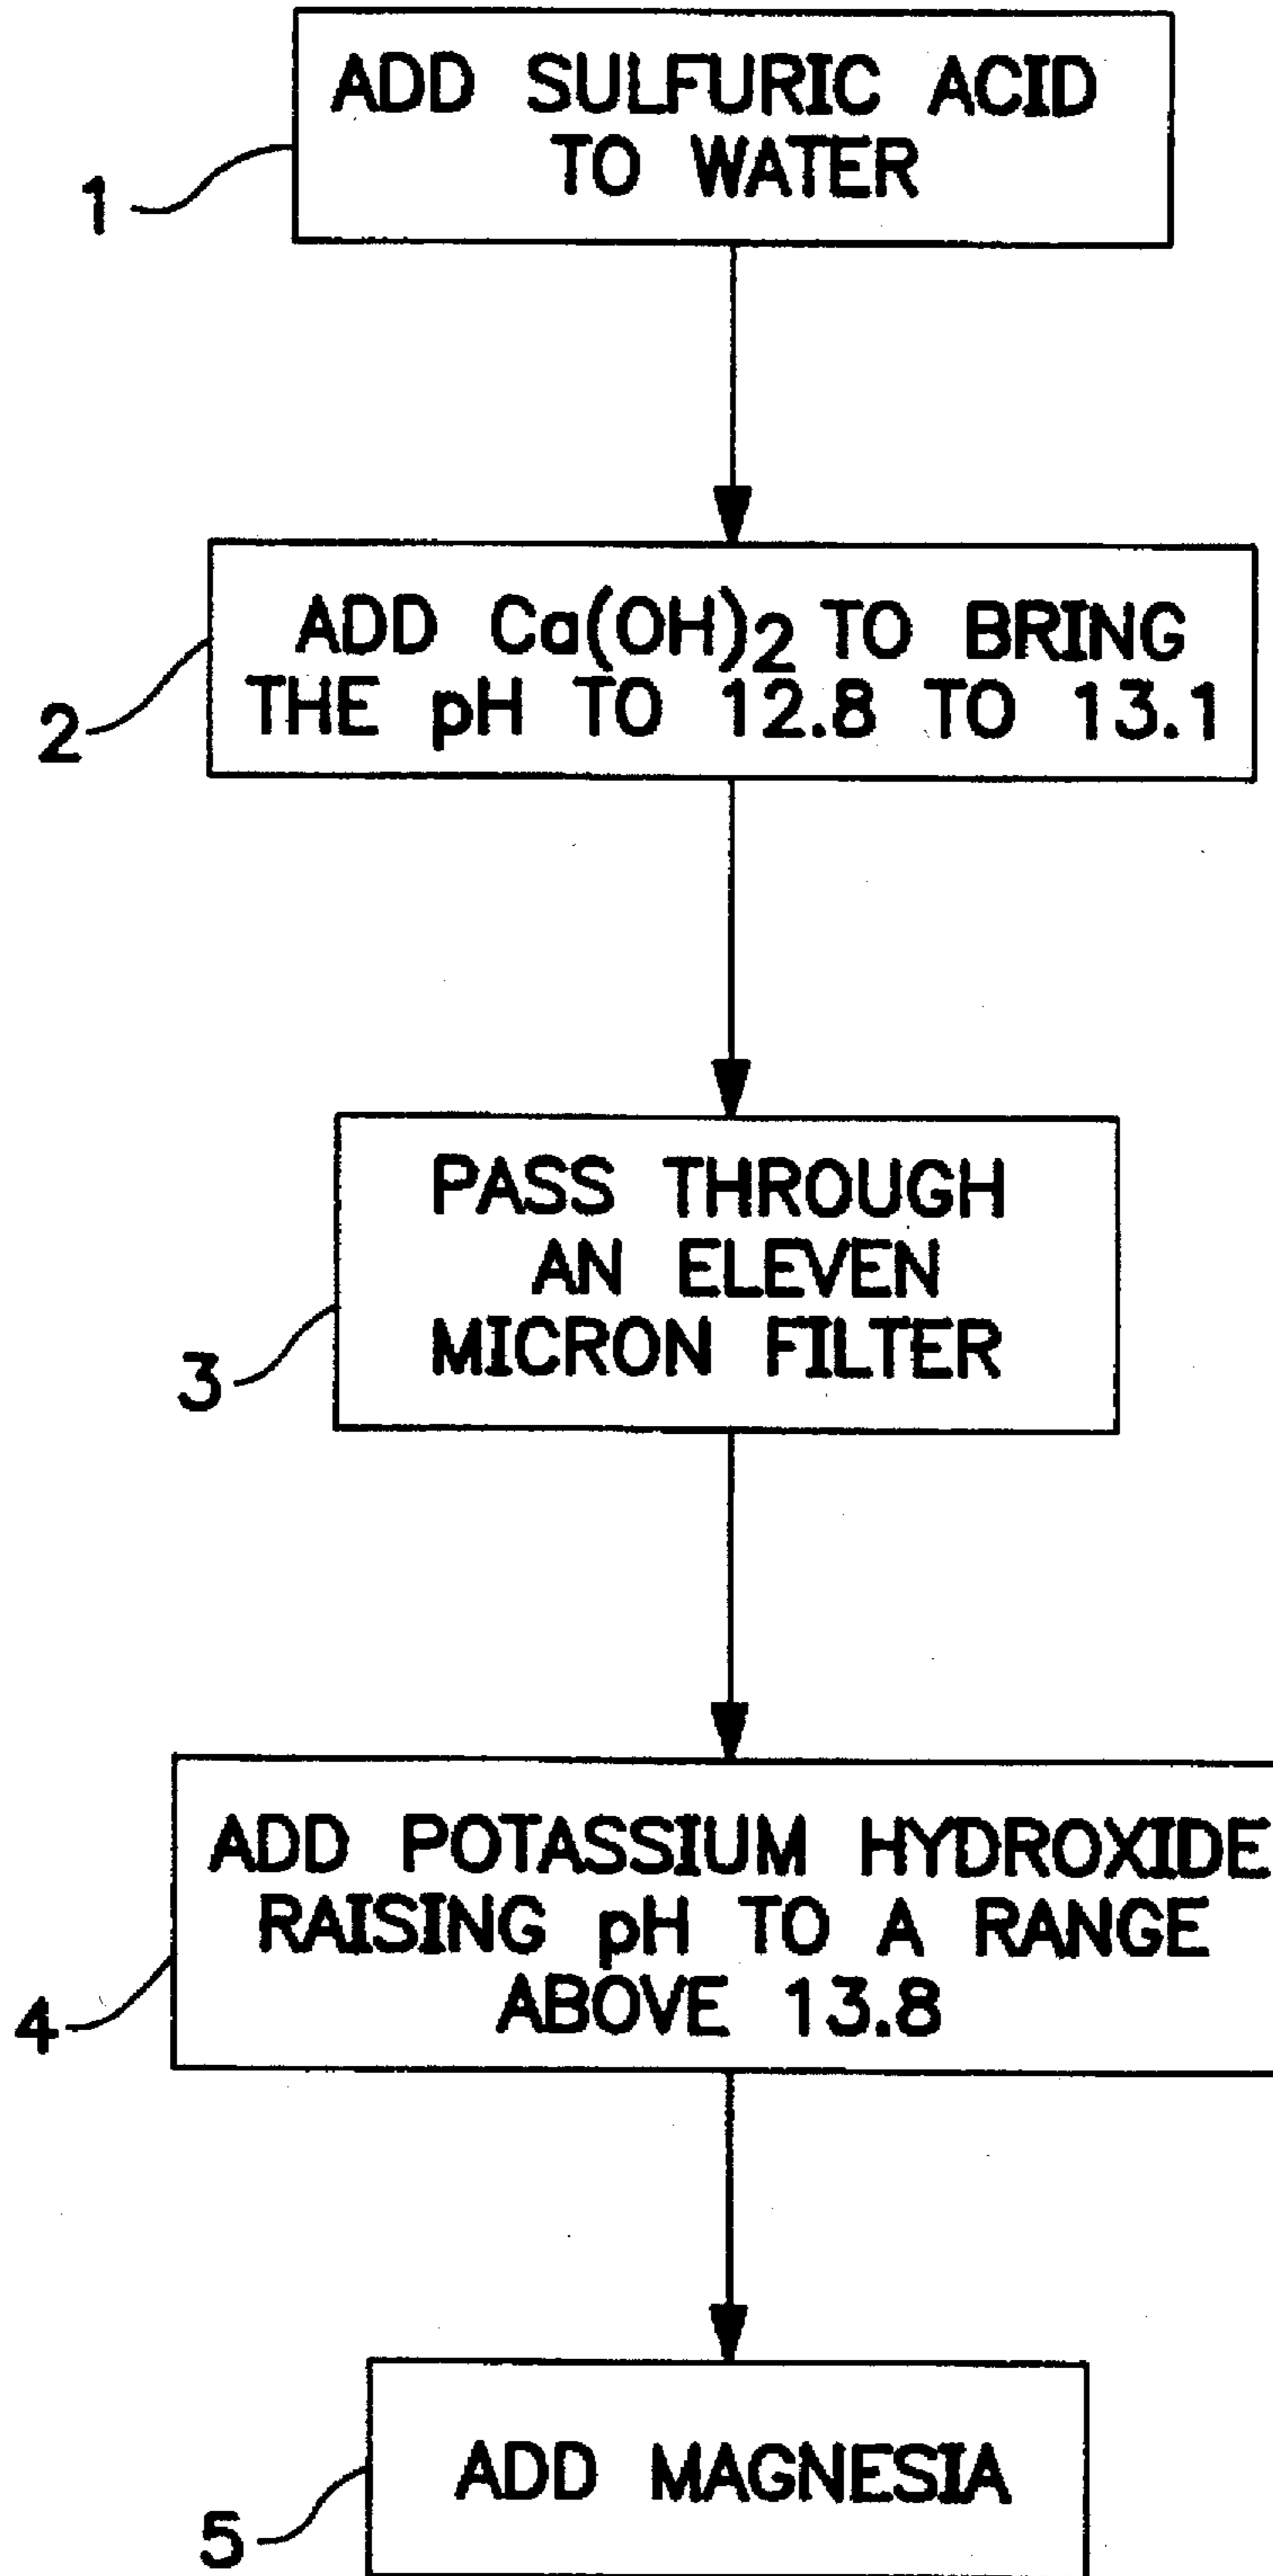 ADD SULFURIC ACID
TO WATER
1
ADD Ca(OH)2 TO BRING
THE pH TO 12.8 TO 13.1
2
PASS THROUGH
AN ELEVEN
MICRON FILTER
3
ADD POTASSIUM HYDROXIDE
RAISING pH TO A RANGE
ABOVE 13.8
4
ADD MAGNESIA
5